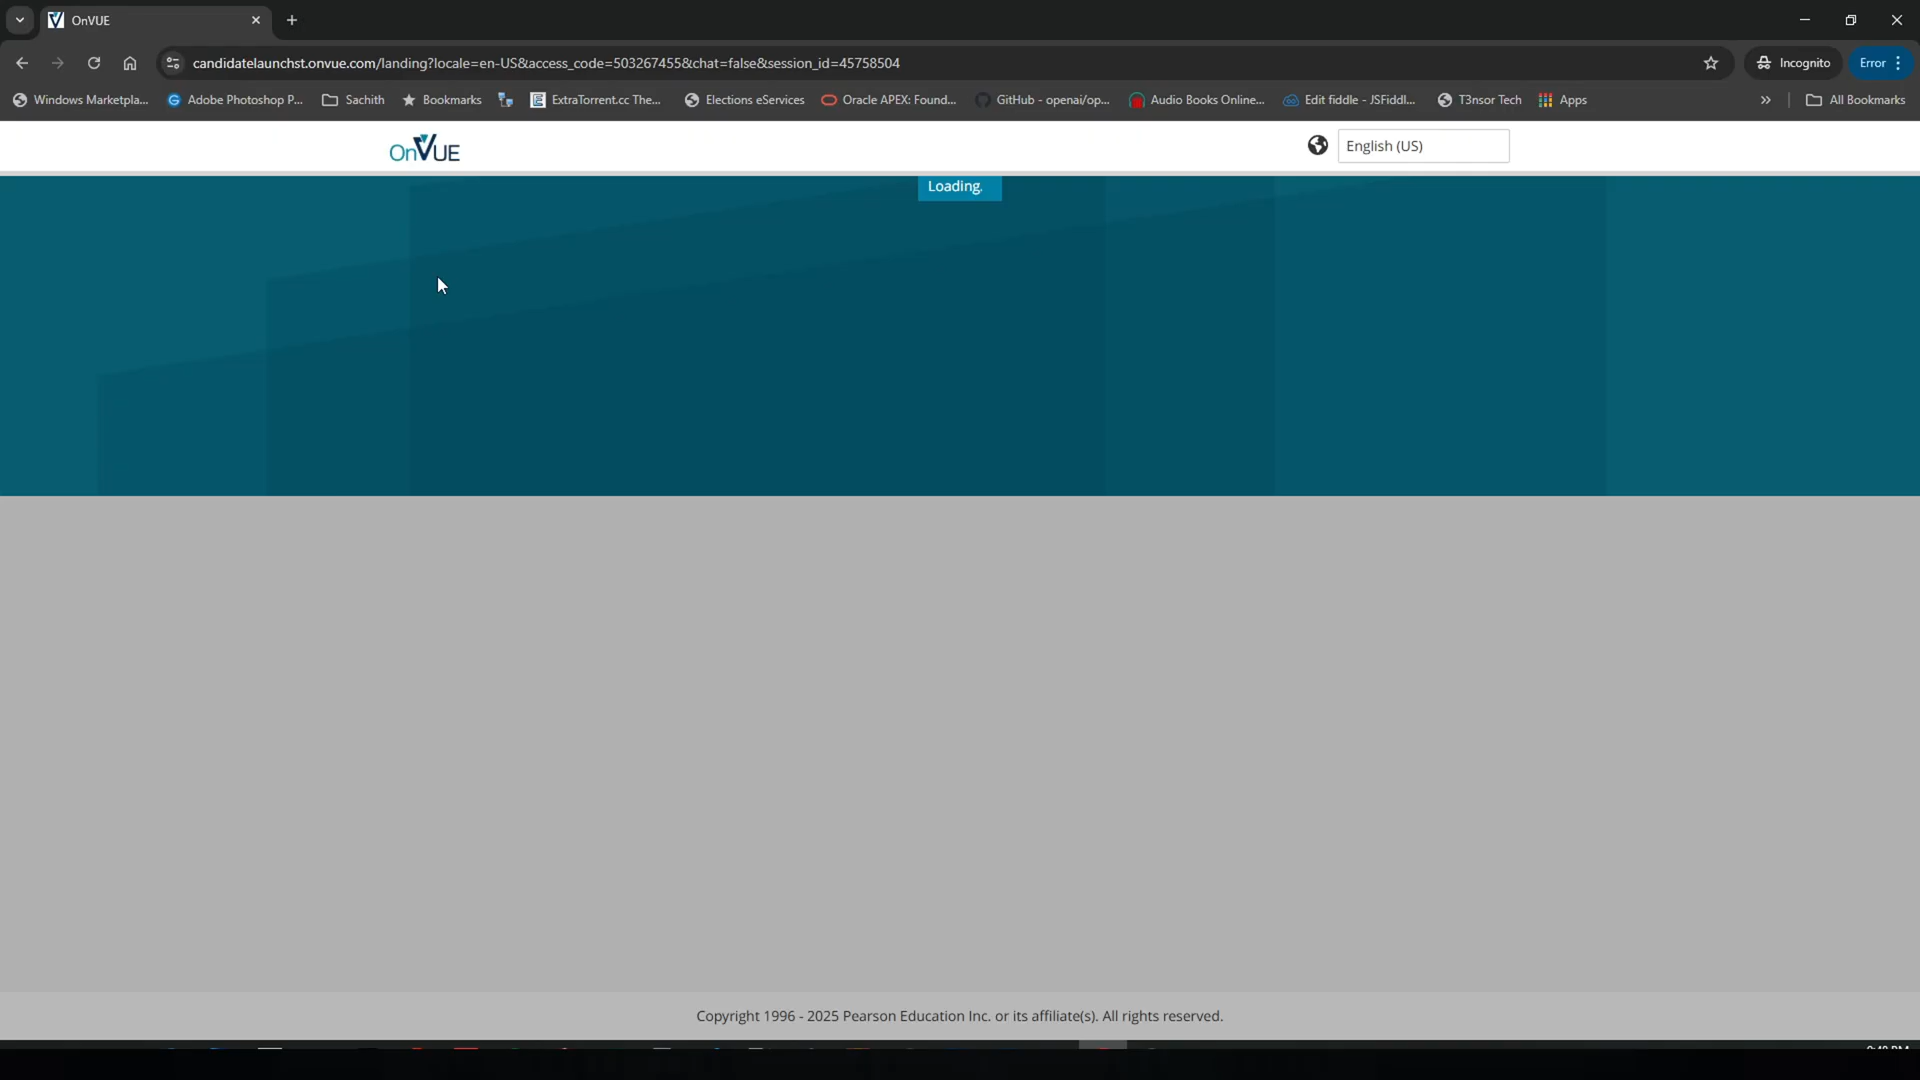 OnVUE
candidatelaunchst.onvue.com/landing?locale=en-US&access_code=503267455&chat=false&session_id=45758504
Incognito
Error
Windows Marketpla...
Adobe Photoshop P...
Sachith
Bookmarks
ExtraTorrent.cc The...
Elections eServices
Oracle APEX: Found...
GitHub - openai/op...
Audio Books Online...
Edit fiddle - JSFiddl...
T3nsor Tech
Apps
All Bookmarks
OnVUE
English (US)
Loading.
Copyright 1996 - 2025 Pearson Education Inc. or its affiliate(s). All rights reserved.